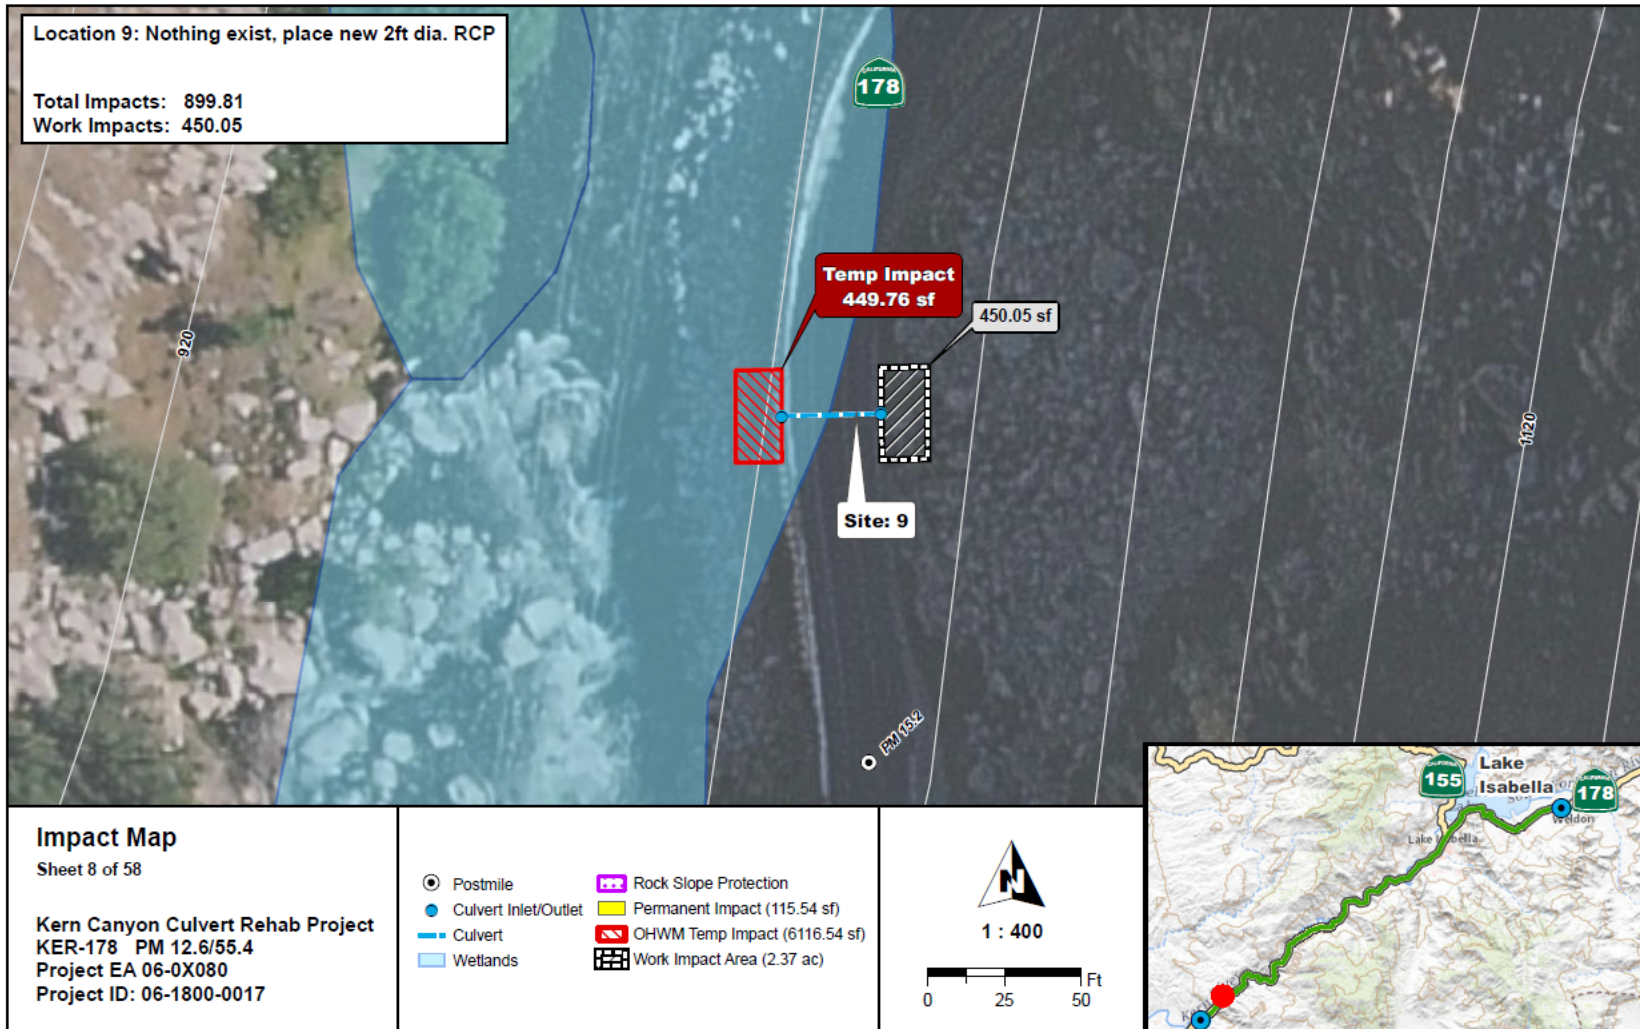 Location 9: Nothing exist, place new 2ft dia. RCP
Total Impacts: 899.81
Work Impacts: 450.05
CALIFORNIA
178
Temp Impact
449.76 sf
450.05 sf
920
1120
Site: 9
PM 15.2
Impact Map
Sheet 8 of 58
Kern Canyon Culvert Rehab Project
KER-178 PM 12.6/55.4
Project EA 06-0X080
Project ID: 06-1800-0017
Postmile
Culvert Inlet/Outlet
Culvert
Wetlands
Rock Slope Protection
Permanent Impact (115.54 sf)
OHWM Temp Impact (6116.54 sf)
Work Impact Area (2.37 ac)
N
1 : 400
Ft
0 25 50
CALIFORNIA
155
Lake
Isabella
CALIFORNIA
178
Weldon